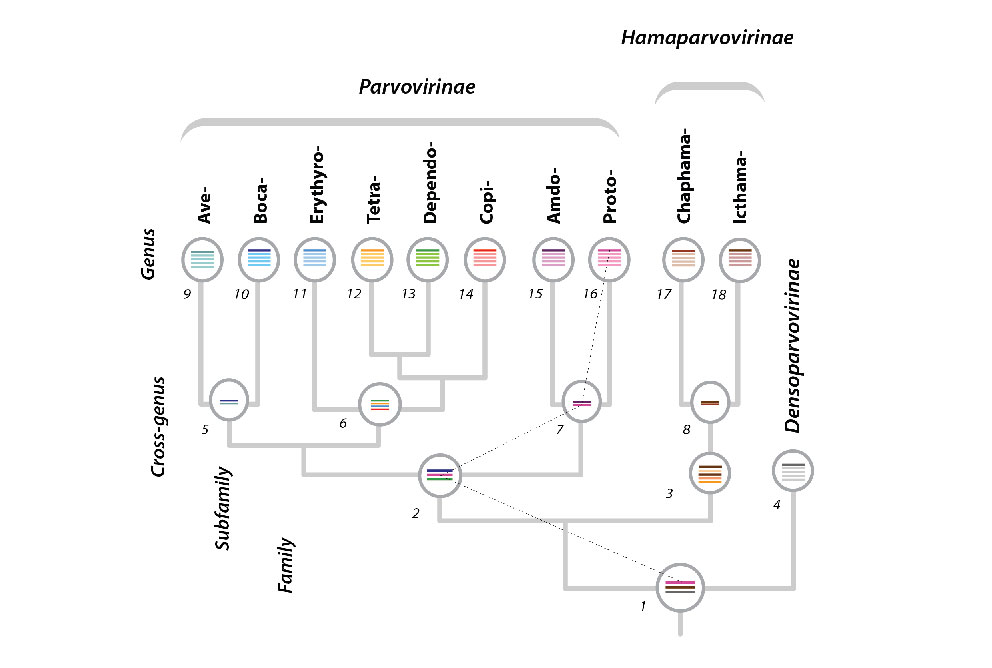 Hamaparvovirinae
Parvovirinae
Genus
Ave-
Boca-
Erythyro-
Tetra-
Dependo-
Copi-
Amdo-
Proto-
Chaphama-
Icthama-
9
10
11
12
13
14
15
16
17
18
Densoparvovirinae
Cross-genus
5
6
7
8
Subfamily
2
3
4
Family
1